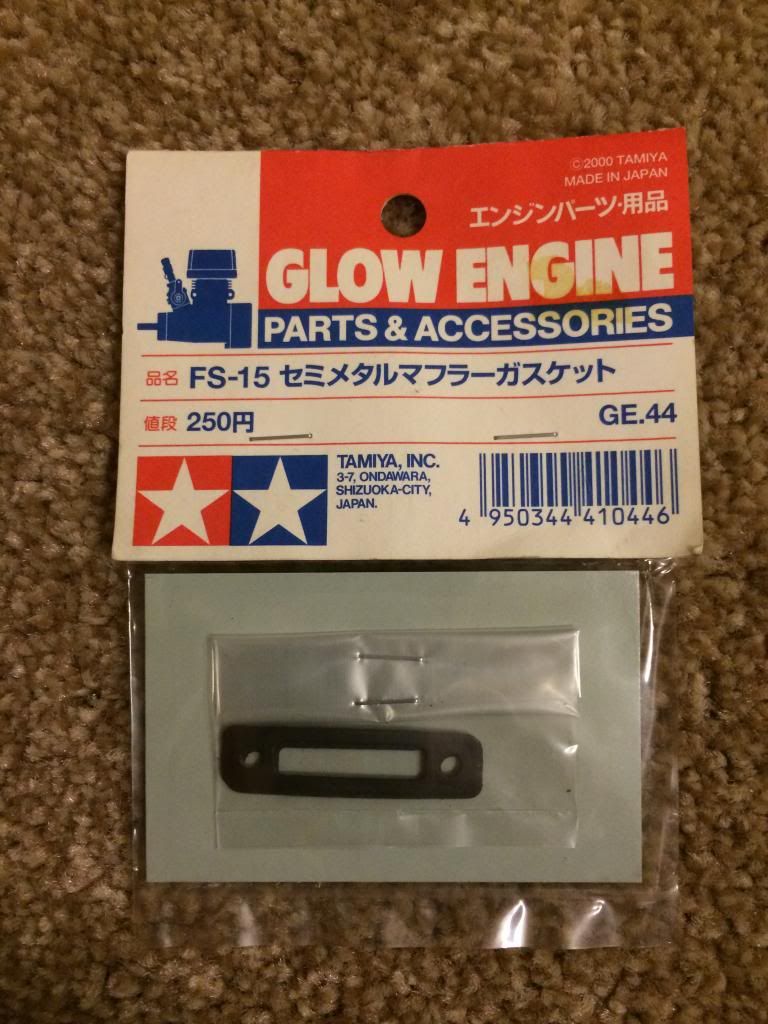 ©2000 TAMIYA
MADE IN JAPAN
エンジンパーツ・用品
GLOW ENGINE
PARTS & ACCESSORIES
品名 FS-15 セミメタルマフラーガスケット
値段 250円 GE.44
TAMIYA, INC.
3-7, ONDAWARA,
SHIZUOKA-CITY,
JAPAN.
4 950344 410446